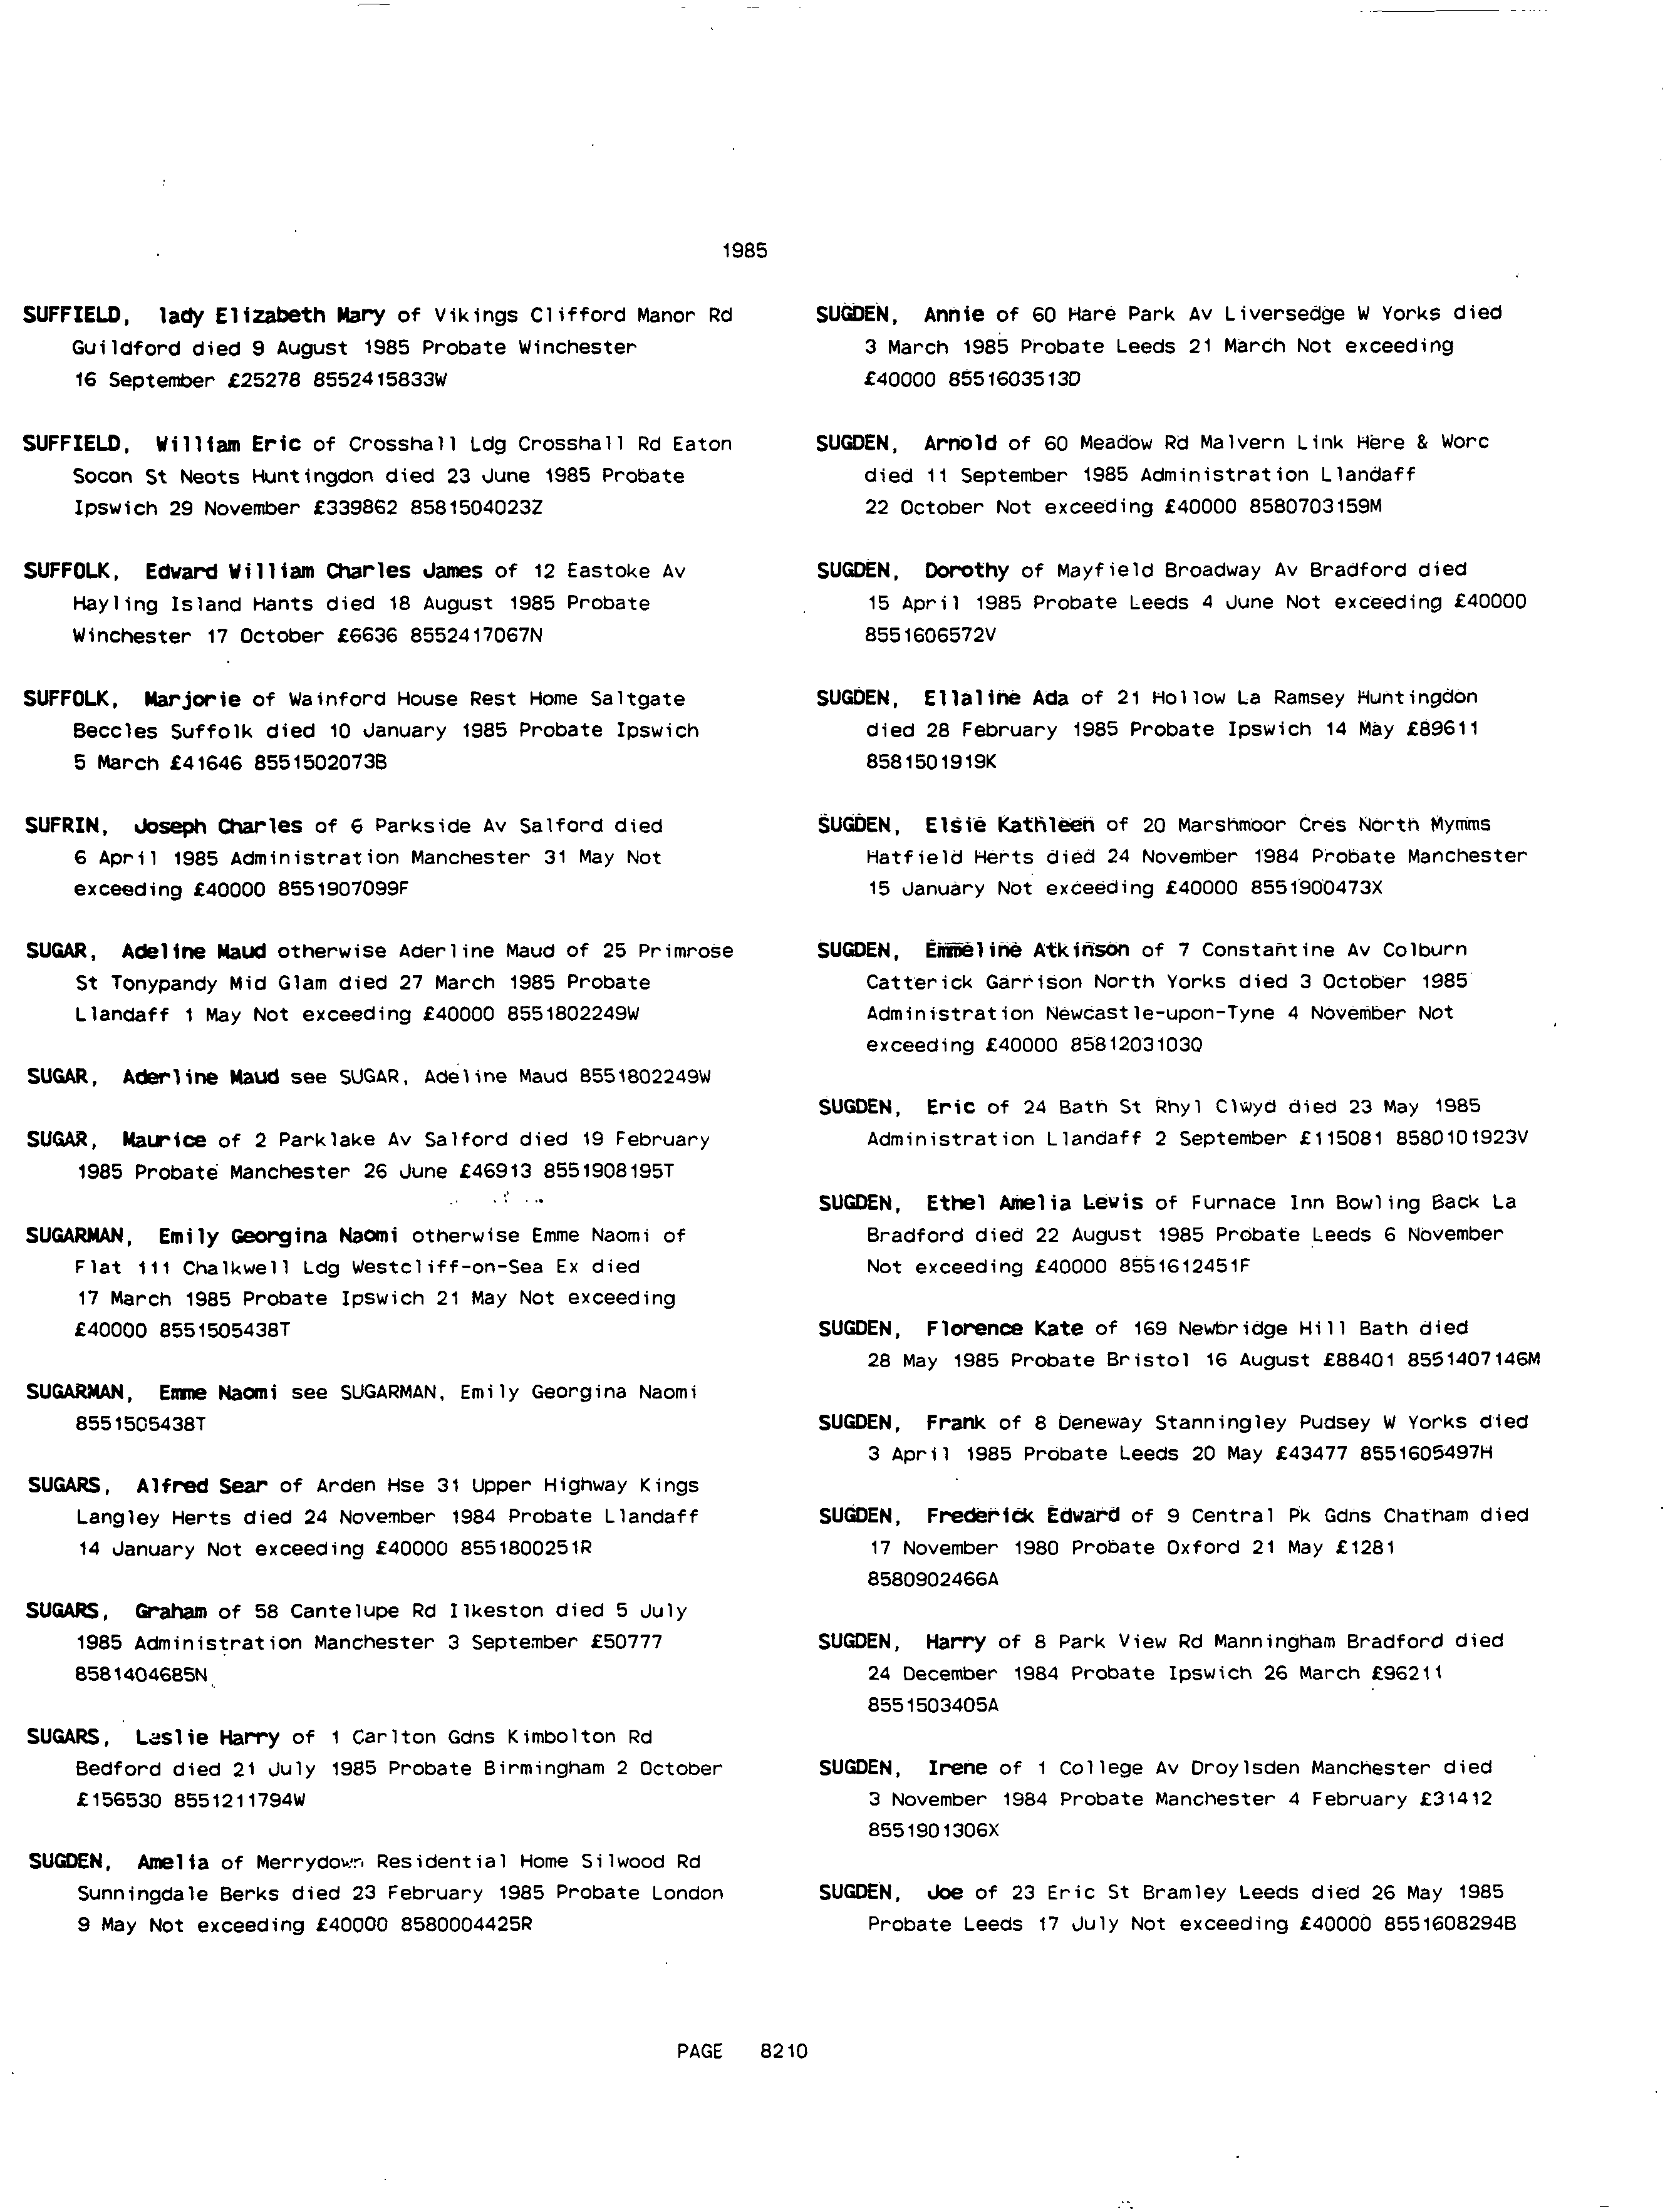 1985
SUFFIELD, lady Elizabeth Mary of Vikings Clifford Manor Rd
Guildford died 9 August 1985 Probate Winchester
16 September £25278 8552415833W
SUFFIELD, William Eric of Crosshall Ldg Crosshall Rd Eaton
Socon St Neots Huntingdon died 23 June 1985 Probate
Ipswich 29 November £339862 8581504023Z
SUFFOLK, Edward William Charles James of 12 Eastoke Av
Hayling Island Hants died 18 August 1985 Probate
Winchester 17 October £6636 8552417067N
SUFFOLK, Marjorie of Wainford House Rest Home Saltgate
Beccles Suffolk died 10 January 1985 Probate Ipswich
5 March £41646 8551502073B
SUFRIN, Joseph Charles of 6 Parkside Av Salford died
6 April 1985 Administration Manchester 31 May Not
exceeding £40000 8551907099F
SUGAR, Adeline Maud otherwise Aderline Maud of 25 Primrose
St Tonypandy Mid Glam died 27 March 1985 Probate
Llandaff 1 May Not exceeding £40000 8551802249W
SUGAR, Aderline Maud see SUGAR, Adeline Maud 8551802249W
SUGAR, Maurice of 2 Parklake Av Salford died 19 February
1985 Probate Manchester 26 June £46913 8551908195T
SUGARMAN, Emily Georgina Naomi otherwise Emme Naomi of
Flat 111 Chalkwell Ldg Westcliff-on-Sea Ex died
17 March 1985 Probate Ipswich 21 May Not exceeding
£40000 8551505438T
SUGARMAN, Emme Naomi see SUGARMAN, Emily Georgina Naomi
8551505438T
SUGARS, Alfred Sear of Arden Hse 31 Upper Highway Kings
Langley Herts died 24 November 1984 Probate Llandaff
14 January Not exceeding £40000 8551800251R
SUGARS, Graham of 58 Cantelupe Rd Ilkeston died 5 July
1985 Administration Manchester 3 September £50777
8581404685N
SUGARS, Leslie Harry of 1 Carlton Gdns Kimbolton Rd
Bedford died 21 July 1985 Probate Birmingham 2 October
£156530 8551211794W
SUGDEN, Amelia of Merrydown Residential Home Silwood Rd
Sunningdale Berks died 23 February 1985 Probate London
9 May Not exceeding £40000 8580004425R
SUGDEN, Annie of 60 Hare Park Av Liversedge W Yorks died
3 March 1985 Probate Leeds 21 March Not exceeding
£40000 8551603513D
SUGDEN, Arnold of 60 Meadow Rd Malvern Link Here & Worc
died 11 September 1985 Administration Llandaff
22 October Not exceeding £40000 8580703159M
SUGDEN, Dorothy of Mayfield Broadway Av Bradford died
15 April 1985 Probate Leeds 4 June Not exceeding £40000
8551606572V
SUGDEN, Ellaline Ada of 21 Hollow La Ramsey Huntingdon
died 28 February 1985 Probate Ipswich 14 May £89611
8581501919K
SUGDEN, Elsie Kathleen of 20 Marshmoor Cres North Mymms
Hatfield Herts died 24 November 1984 Probate Manchester
15 January Not exceeding £40000 8551900473X
SUGDEN, Emmeline Atkinson of 7 Constantine Av Colburn
Catterick Garrison North Yorks died 3 October 1985
Administration Newcastle-upon-Tyne 4 November Not
exceeding £40000 8581203103Q
SUGDEN, Eric of 24 Bath St Rhyl Clwyd died 23 May 1985
Administration Llandaff 2 September £115081 8580101923V
SUGDEN, Ethel Amelia Lewis of Furnace Inn Bowling Back La
Bradford died 22 August 1985 Probate Leeds 6 November
Not exceeding £40000 8551612451F
SUGDEN, Florence Kate of 169 Newbridge Hill Bath died
28 May 1985 Probate Bristol 16 August £88401 8551407146M
SUGDEN, Frank of 8 Deneway Stanningley Pudsey W Yorks died
3 April 1985 Probate Leeds 20 May £43477 8551605497H
SUGDEN, Frederick Edward of 9 Central Pk Gdns Chatham died
17 November 1980 Probate Oxford 21 May £1281
8580902466A
SUGDEN, Harry of 8 Park View Rd Manningham Bradford died
24 December 1984 Probate Ipswich 26 March £96211
8551503405A
SUGDEN, Irene of 1 College Av Droylsden Manchester died
3 November 1984 Probate Manchester 4 February £31412
8551901306X
SUGDEN, Joe of 23 Eric St Bramley Leeds died 26 May 1985
Probate Leeds 17 July Not exceeding £40000 8551608294B
PAGE 8210